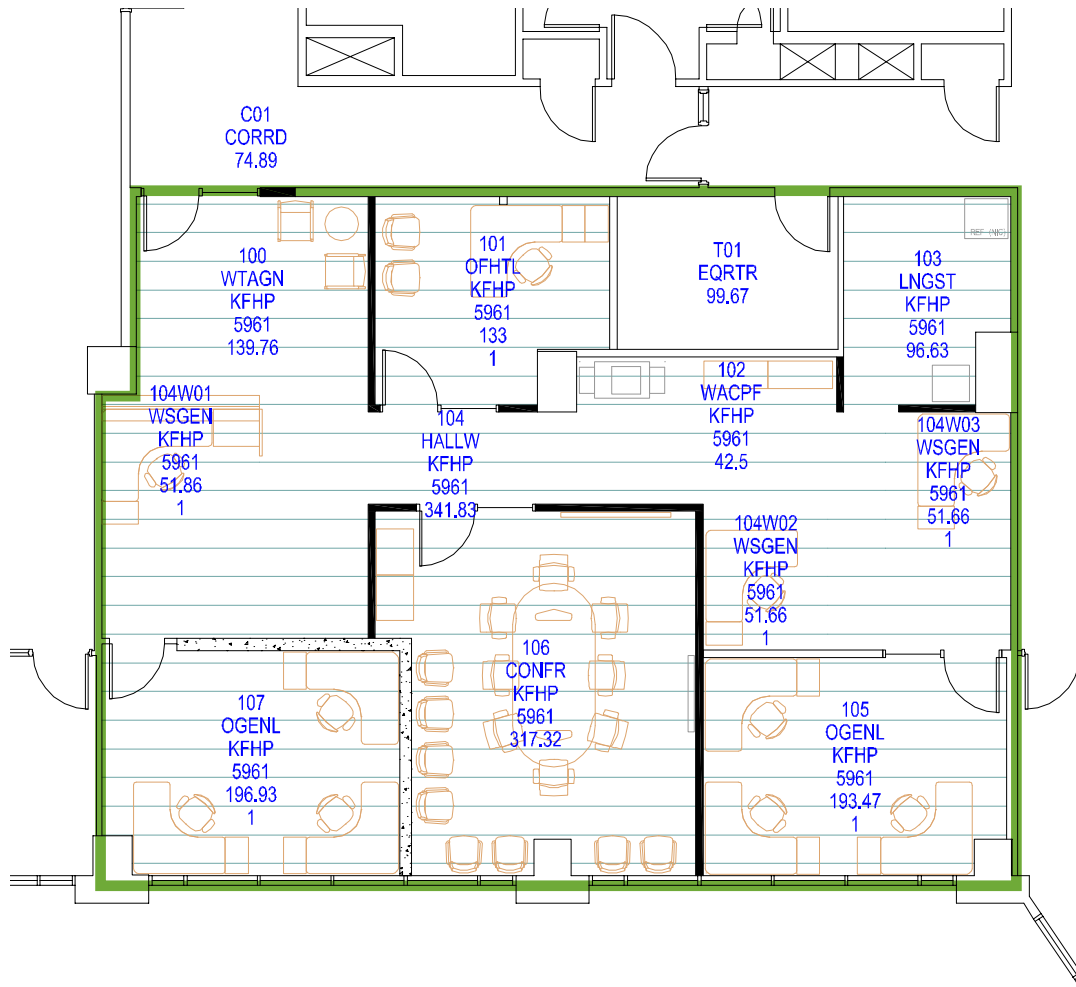 C01
CORRD
74.89
100
WTAGN
KFHP
5961
139.76
101
OFHTL
KFHP
5961
133
1
T01
EQRTR
99.67
REF (NIC)
103
LNGST
KFHP
5961
96.63
104W01
WSGEN
KFHP
5961
51.86
1
104
HALLW
KFHP
5961
341.83
102
WACPF
KFHP
5961
42.5
104W03
WSGEN
KFHP
5961
51.66
1
104W02
WSGEN
KFHP
5961
51.66
1
107
OGENL
KFHP
5961
196.93
1
106
CONFR
KFHP
5961
317.32
105
OGENL
KFHP
5961
193.47
1